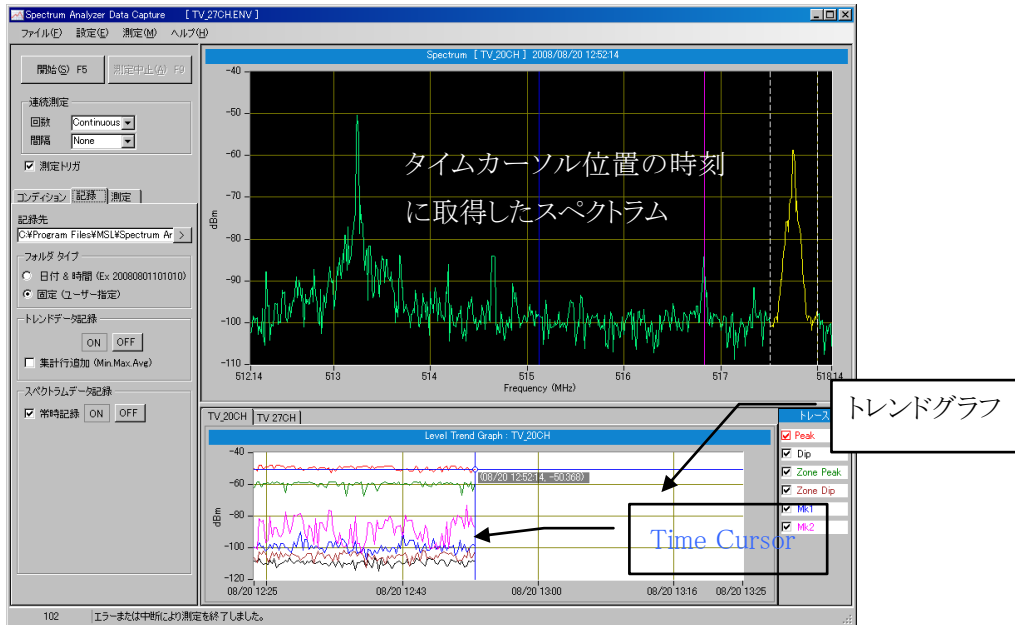 Spectrum Analyzer Data Capture [ TV_27CH.ENV ]
ファイル(F) 設定(E) 測定(M) ヘルプ(H)
開始(S) F5 測定中止(A) F9
連続測定
回数 Continuous
間隔 None
測定トリガ
コンディション 記録 測定
記録先
C:¥Program Files¥MSL¥Spectrum Ar >
フォルダ タイプ
日付 & 時間 (Ex 20080801101010)
固定 (ユーザー指定)
トレンドデータ記録
ON OFF
集計行追加 (Min.Max.Avg)
スペクトラムデータ記録
常時記録 ON OFF
Spectrum [ TV_20CH ] 2008/08/20 12:52:14
-40
-50
-60
-70
-80
-90
-100
-110
dBm
タイムカーソル位置の時刻
に取得したスペクトラム
512.14 513 514 515 516 517 518.14
Frequency (MHz)
TV_20CH TV 27CH
Level Trend Graph : TV_20CH
-40
-60
-80
-100
-120
dBm
(08/20 12:52:14, -50.368)
08/20 12:25 08/20 12:43 08/20 13:00 08/20 13:16 08/20 13:25
トレンドグラフ
Time Cursor
トレース
Peak
Dip
Zone Peak
Zone Dip
Mk1
Mk2
102 エラーまたは中断により測定を終了しました。